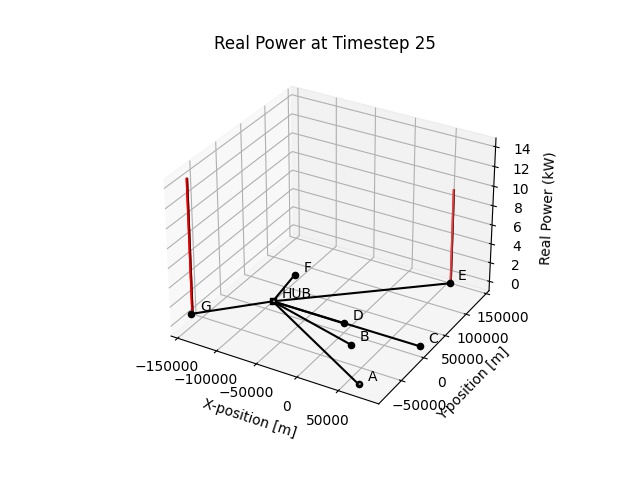 Real Power at Timestep 25
14
12
10
8
6
4
2
0
Real Power (kW)
F
E
HUB
G
D
B
C
A
150000
100000
50000
0
−50000
Y-position [m]
−150000
−100000
−50000
0
50000
X-position [m]